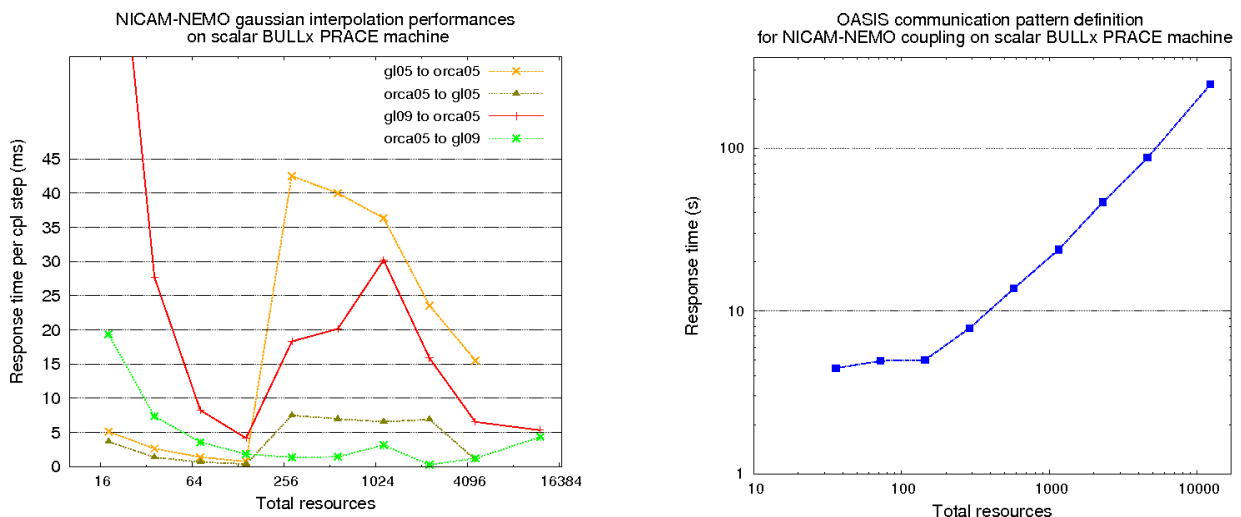 NICAM-NEMO gaussian interpolation performances
on scalar BULLx PRACE machine
gl05 to orca05
orca05 to gl05
gl09 to orca05
orca05 to gl09
Response time per cpl step (ms)
45
40
35
30
25
20
15
10
5
0
16
64
256
1024
4096
16384
Total resources
OASIS communication pattern definition
for NICAM-NEMO coupling on scalar BULLx PRACE machine
Response time (s)
100
10
1
10
100
1000
10000
Total resources